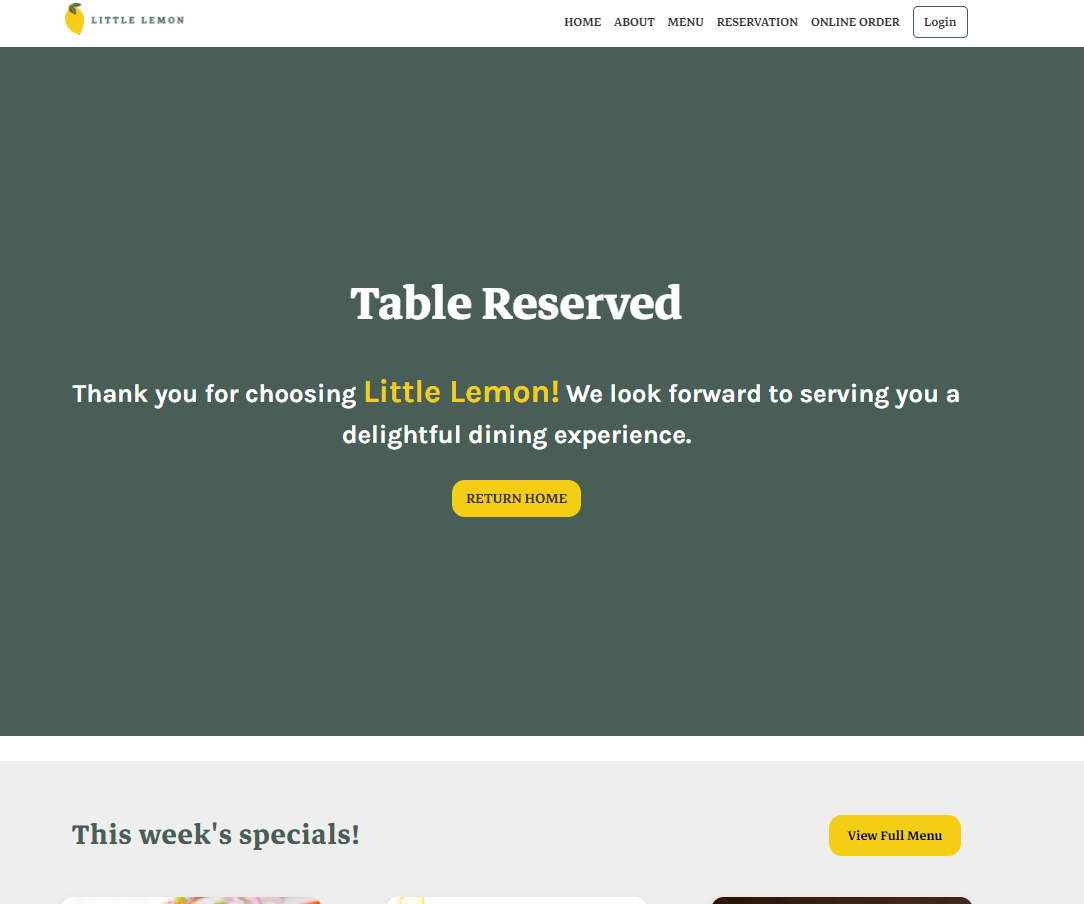 LITTLE LEMON
HOME ABOUT MENU RESERVATION ONLINE ORDER Login
Table Reserved
Thank you for choosing Little Lemon! We look forward to serving you a
delightful dining experience.
RETURN HOME
This week's specials!
View Full Menu